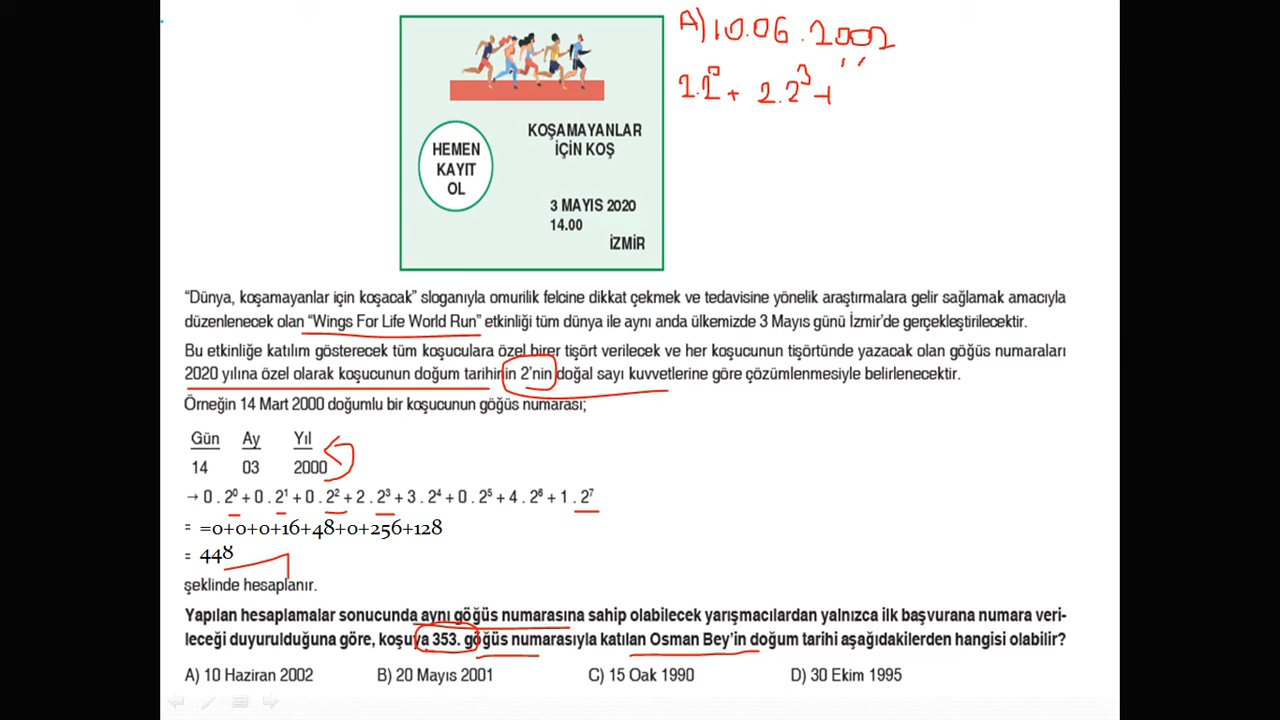 A) 10.06.2002
2.2⁰ + 2.2³ +
KOŞAMAYANLAR
İÇİN KOŞ
HEMEN
KAYIT
OL
3 MAYIS 2020
14.00
İZMİR
“Dünya, koşamayanlar için koşacak” sloganıyla omurilik felcine dikkat çekmek ve tedavisine yönelik araştırmalara gelir sağlamak amacıyla
düzenlenecek olan “Wings For Life World Run” etkinliği tüm dünya ile aynı anda ülkemizde 3 Mayıs günü İzmir’de gerçekleştirilecektir.
Bu etkinliğe katılım gösterecek tüm koşuculara özel birer tişört verilecek ve her koşucunun tişörtünde yazacak olan göğüs numaraları
2020 yılına özel olarak koşucunun doğum tarihinin 2’nin doğal sayı kuvvetlerine göre çözümlenmesiyle belirlenecektir.
Örneğin 14 Mart 2000 doğumlu bir koşucunun göğüs numarası;
Gün Ay Yıl
14 03 2000
→ 0 . 2⁰ + 0 . 2¹ + 0 . 2² + 2 . 2³ + 3 . 2⁴ + 0 . 2⁵ + 4 . 2⁶ + 1 . 2⁷
= =0+0+0+16+48+0+256+128
= 448
şeklinde hesaplanır.
Yapılan hesaplamalar sonucunda aynı göğüs numarasına sahip olabilecek yarışmacılardan yalnızca ilk başvurana numara veri-
leceği duyurulduğuna göre, koşuya 353. göğüs numarasıyla katılan Osman Bey’in doğum tarihi aşağıdakilerden hangisi olabilir?
A) 10 Haziran 2002 B) 20 Mayıs 2001 C) 15 Ocak 1990 D) 30 Ekim 1995